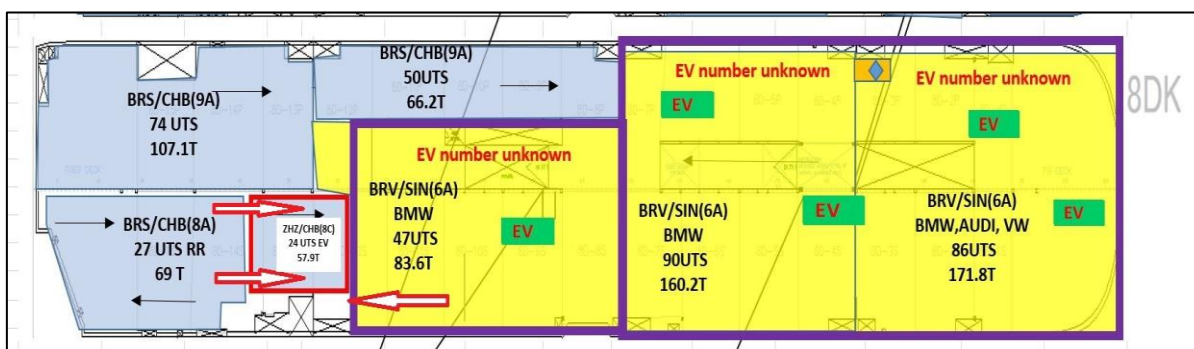 BRS/CHB(9A)
74 UTS
107.1T
BRS/CHB(9A)
50UTS
66.2T
EV number unknown
EV
EV number unknown
EV
8DK
BRS/CHB(8A)
27 UTS RR
69 T
ZHZ/CHB(8C)
24 UTS EV
57.9T
EV number unknown
BRV/SIN(6A)
BMW
47UTS
83.6T
EV
BRV/SIN(6A)
BMW
90UTS
160.2T
EV
BRV/SIN(6A)
BMW,AUDI, VW
86UTS
171.8T
EV